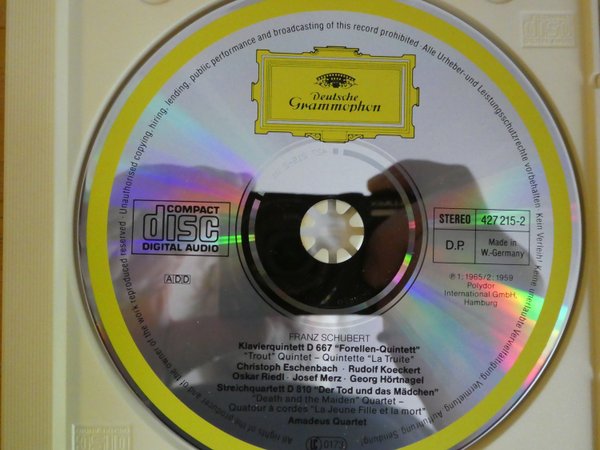 Unauthorised copying, hiring, lending, public performance and broadcasting of this record prohibited · Alle Urheber- und Leistungsschutzrechte vorbehalten · Kein Verleih! Keine unerlaubte Vervielfältigung, Vermietung, Aufführung, Sendung!
All rights of the producer and of the owner of the work reproduced reserved ·
Deutsche
Grammophon
COMPACT
disc
DIGITAL AUDIO
STEREO 427 215-2
D.P. Made in
W.-Germany
ADD
℗ 1: 1965/2: 1959
Polydor
International GmbH,
Hamburg
FRANZ SCHUBERT
Klavierquintett D 667 "Forellen-Quintett"
"Trout" Quintet – Quintette "La Truite"
Christoph Eschenbach · Rudolf Koeckert
Oskar Riedl · Josef Merz · Georg Hörtnagel
Streichquartett D 810 "Der Tod und das Mädchen"
"Death and the Maiden" Quartet –
Quatuor à cordes "La Jeune Fille et la mort"
Amadeus Quartet
LC 0173